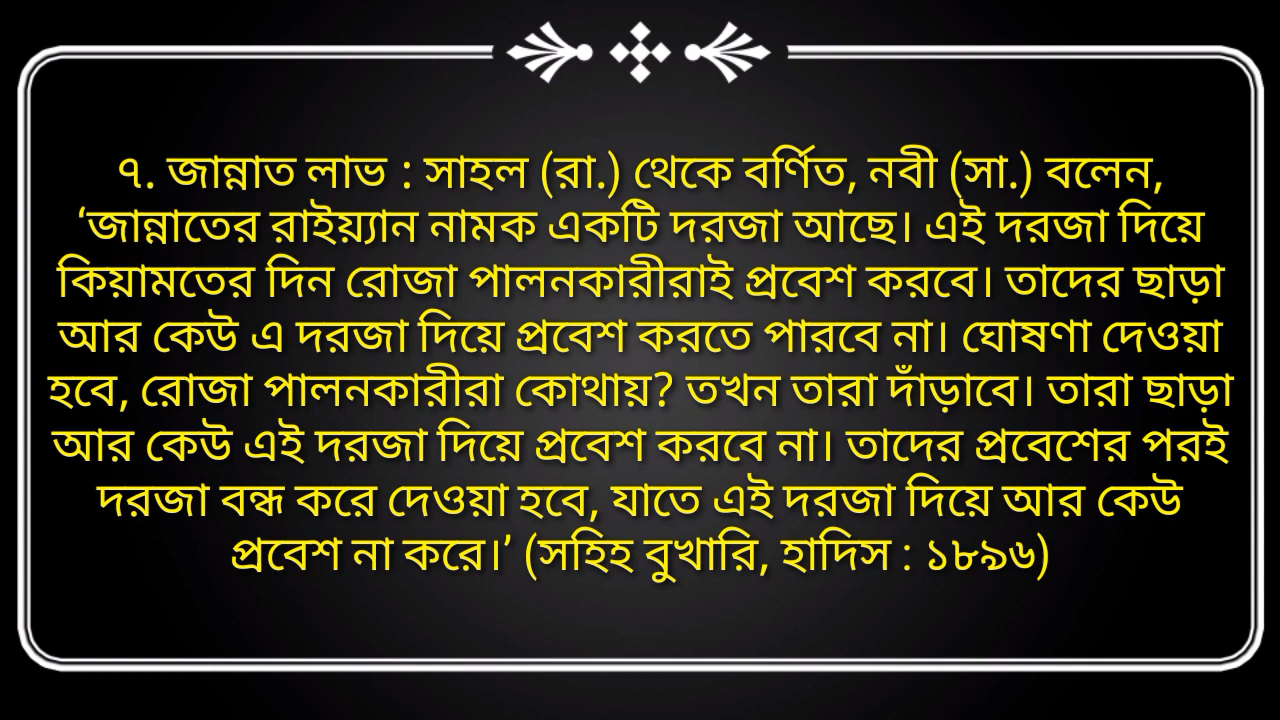 ৭. জান্নাত লাভ : সাহল (রা.) থেকে বর্ণিত, নবী (সা.) বলেন,
‘জান্নাতের রাইয়্যান নামক একটি দরজা আছে। এই দরজা দিয়ে
কিয়ামতের দিন রোজা পালনকারীরাই প্রবেশ করবে। তাদের ছাড়া
আর কেউ এ দরজা দিয়ে প্রবেশ করতে পারবে না। ঘোষণা দেওয়া
হবে, রোজা পালনকারীরা কোথায়? তখন তারা দাঁড়াবে। তারা ছাড়া
আর কেউ এই দরজা দিয়ে প্রবেশ করবে না। তাদের প্রবেশের পরই
দরজা বন্ধ করে দেওয়া হবে, যাতে এই দরজা দিয়ে আর কেউ
প্রবেশ না করে।’ (সহিহ বুখারি, হাদিস : ১৮৯৬)